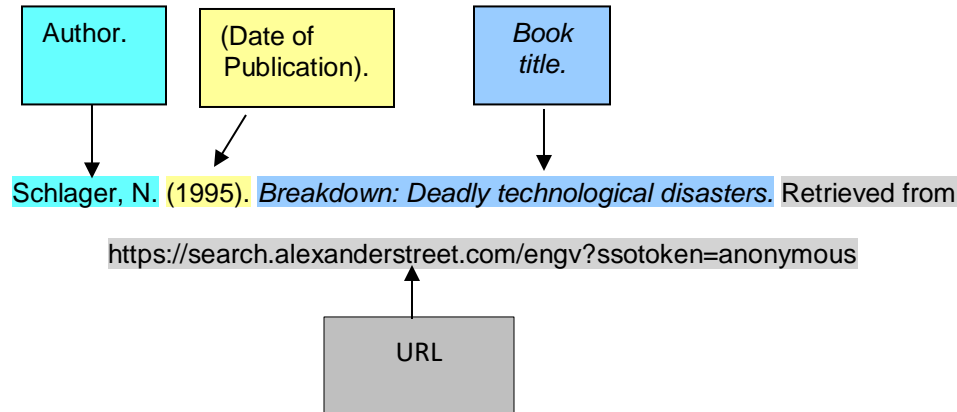 Author.
(Date of
Publication).
Book
title.
Schlager, N. (1995). Breakdown: Deadly technological disasters. Retrieved from
https://search.alexanderstreet.com/engv?ssotoken=anonymous
URL